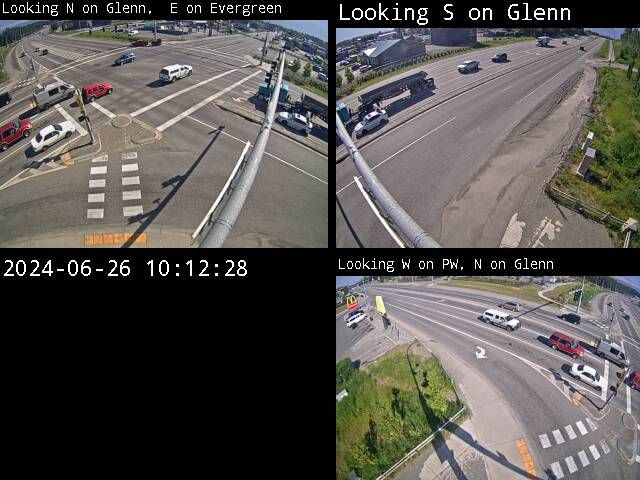 Looking N on Glenn, E on Evergreen
Looking S on Glenn
2024-06-26 10:12:28
Looking W on PW, N on Glenn